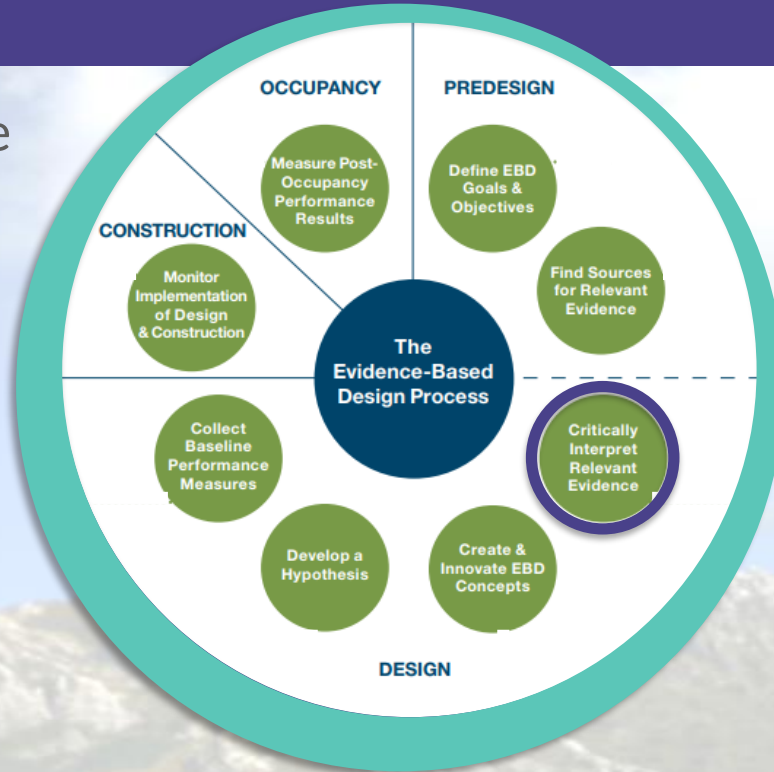 e
OCCUPANCY
PREDESIGN
Measure Post-
Occupancy
Performance
Results
Define EBD
Goals &
Objectives
CONSTRUCTION
Monitor
Implementation
of Design
& Construction
Find Sources
for Relevant
Evidence
The
Evidence-Based
Design Process
Collect
Baseline
Performance
Measures
Critically
Interpret
Relevant
Evidence
Develop a
Hypothesis
Create &
Innovate EBD
Concepts
DESIGN